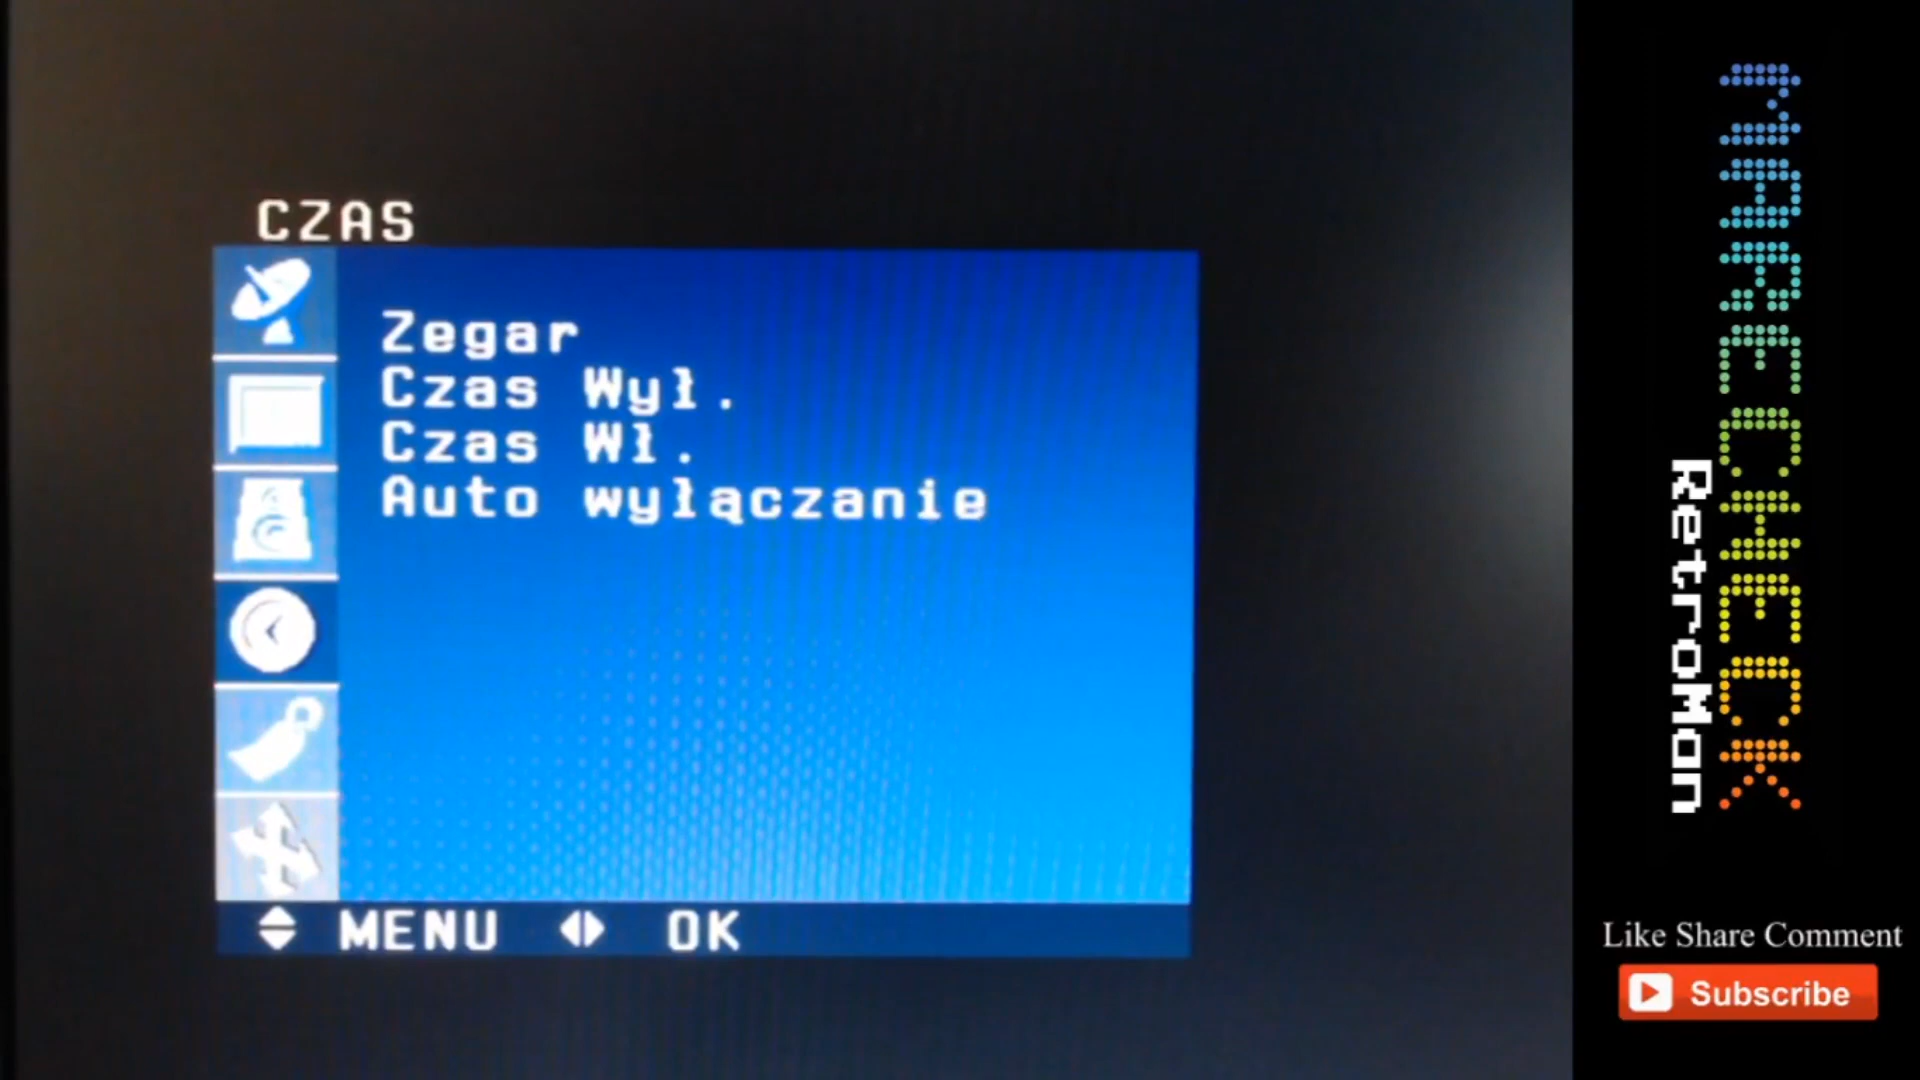 CZAS
Zegar
Czas Wył.
Czas Wł.
Auto wyłączanie
MENU OK
MARECHECK
RetroMan
Like Share Comment
Subscribe